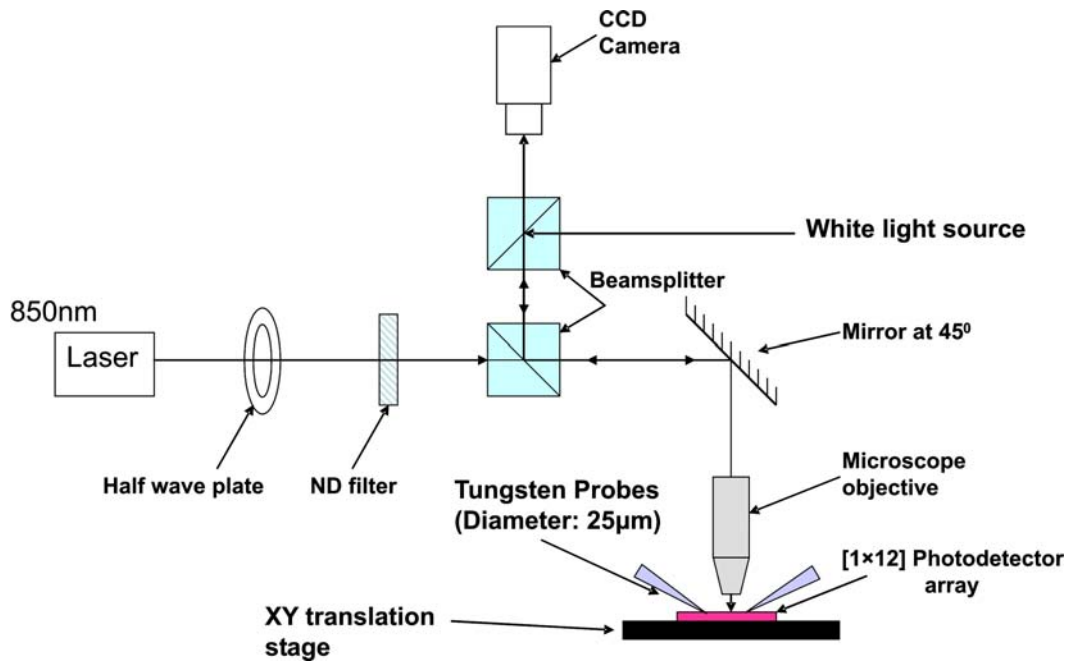 CCD
Camera
White light source
Beamsplitter
850nm
Laser
Mirror at 45⁰
Half wave plate
ND filter
Microscope
objective
Tungsten Probes
(Diameter: 25µm)
[1×12] Photodetector
array
XY translation
stage